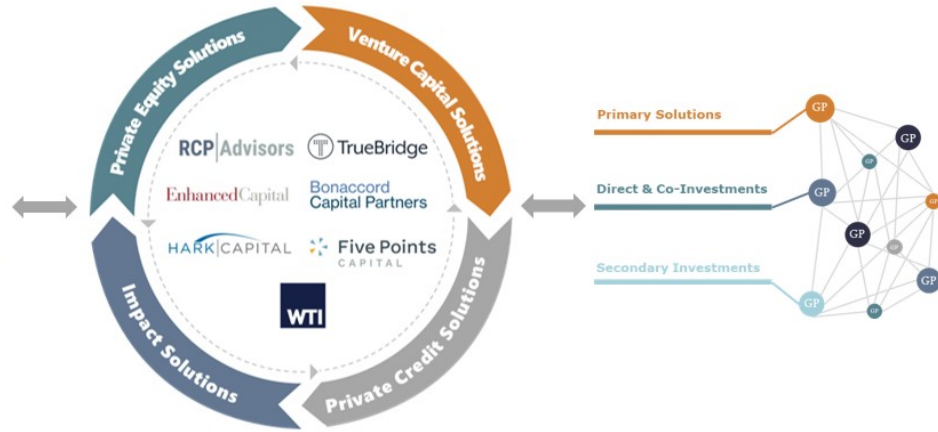 Private Equity Solutions
Venture Capital Solutions
Private Credit Solutions
Impact Solutions
RCP|Advisors
T TrueBridge
EnhancedCapital
Bonaccord
Capital Partners
HARK|CAPITAL
Five Points
CAPITAL
WTI
Primary Solutions
Direct & Co-Investments
Secondary Investments
GP
GP
GP
GP
GP
GP
GP
GP
GP
GP